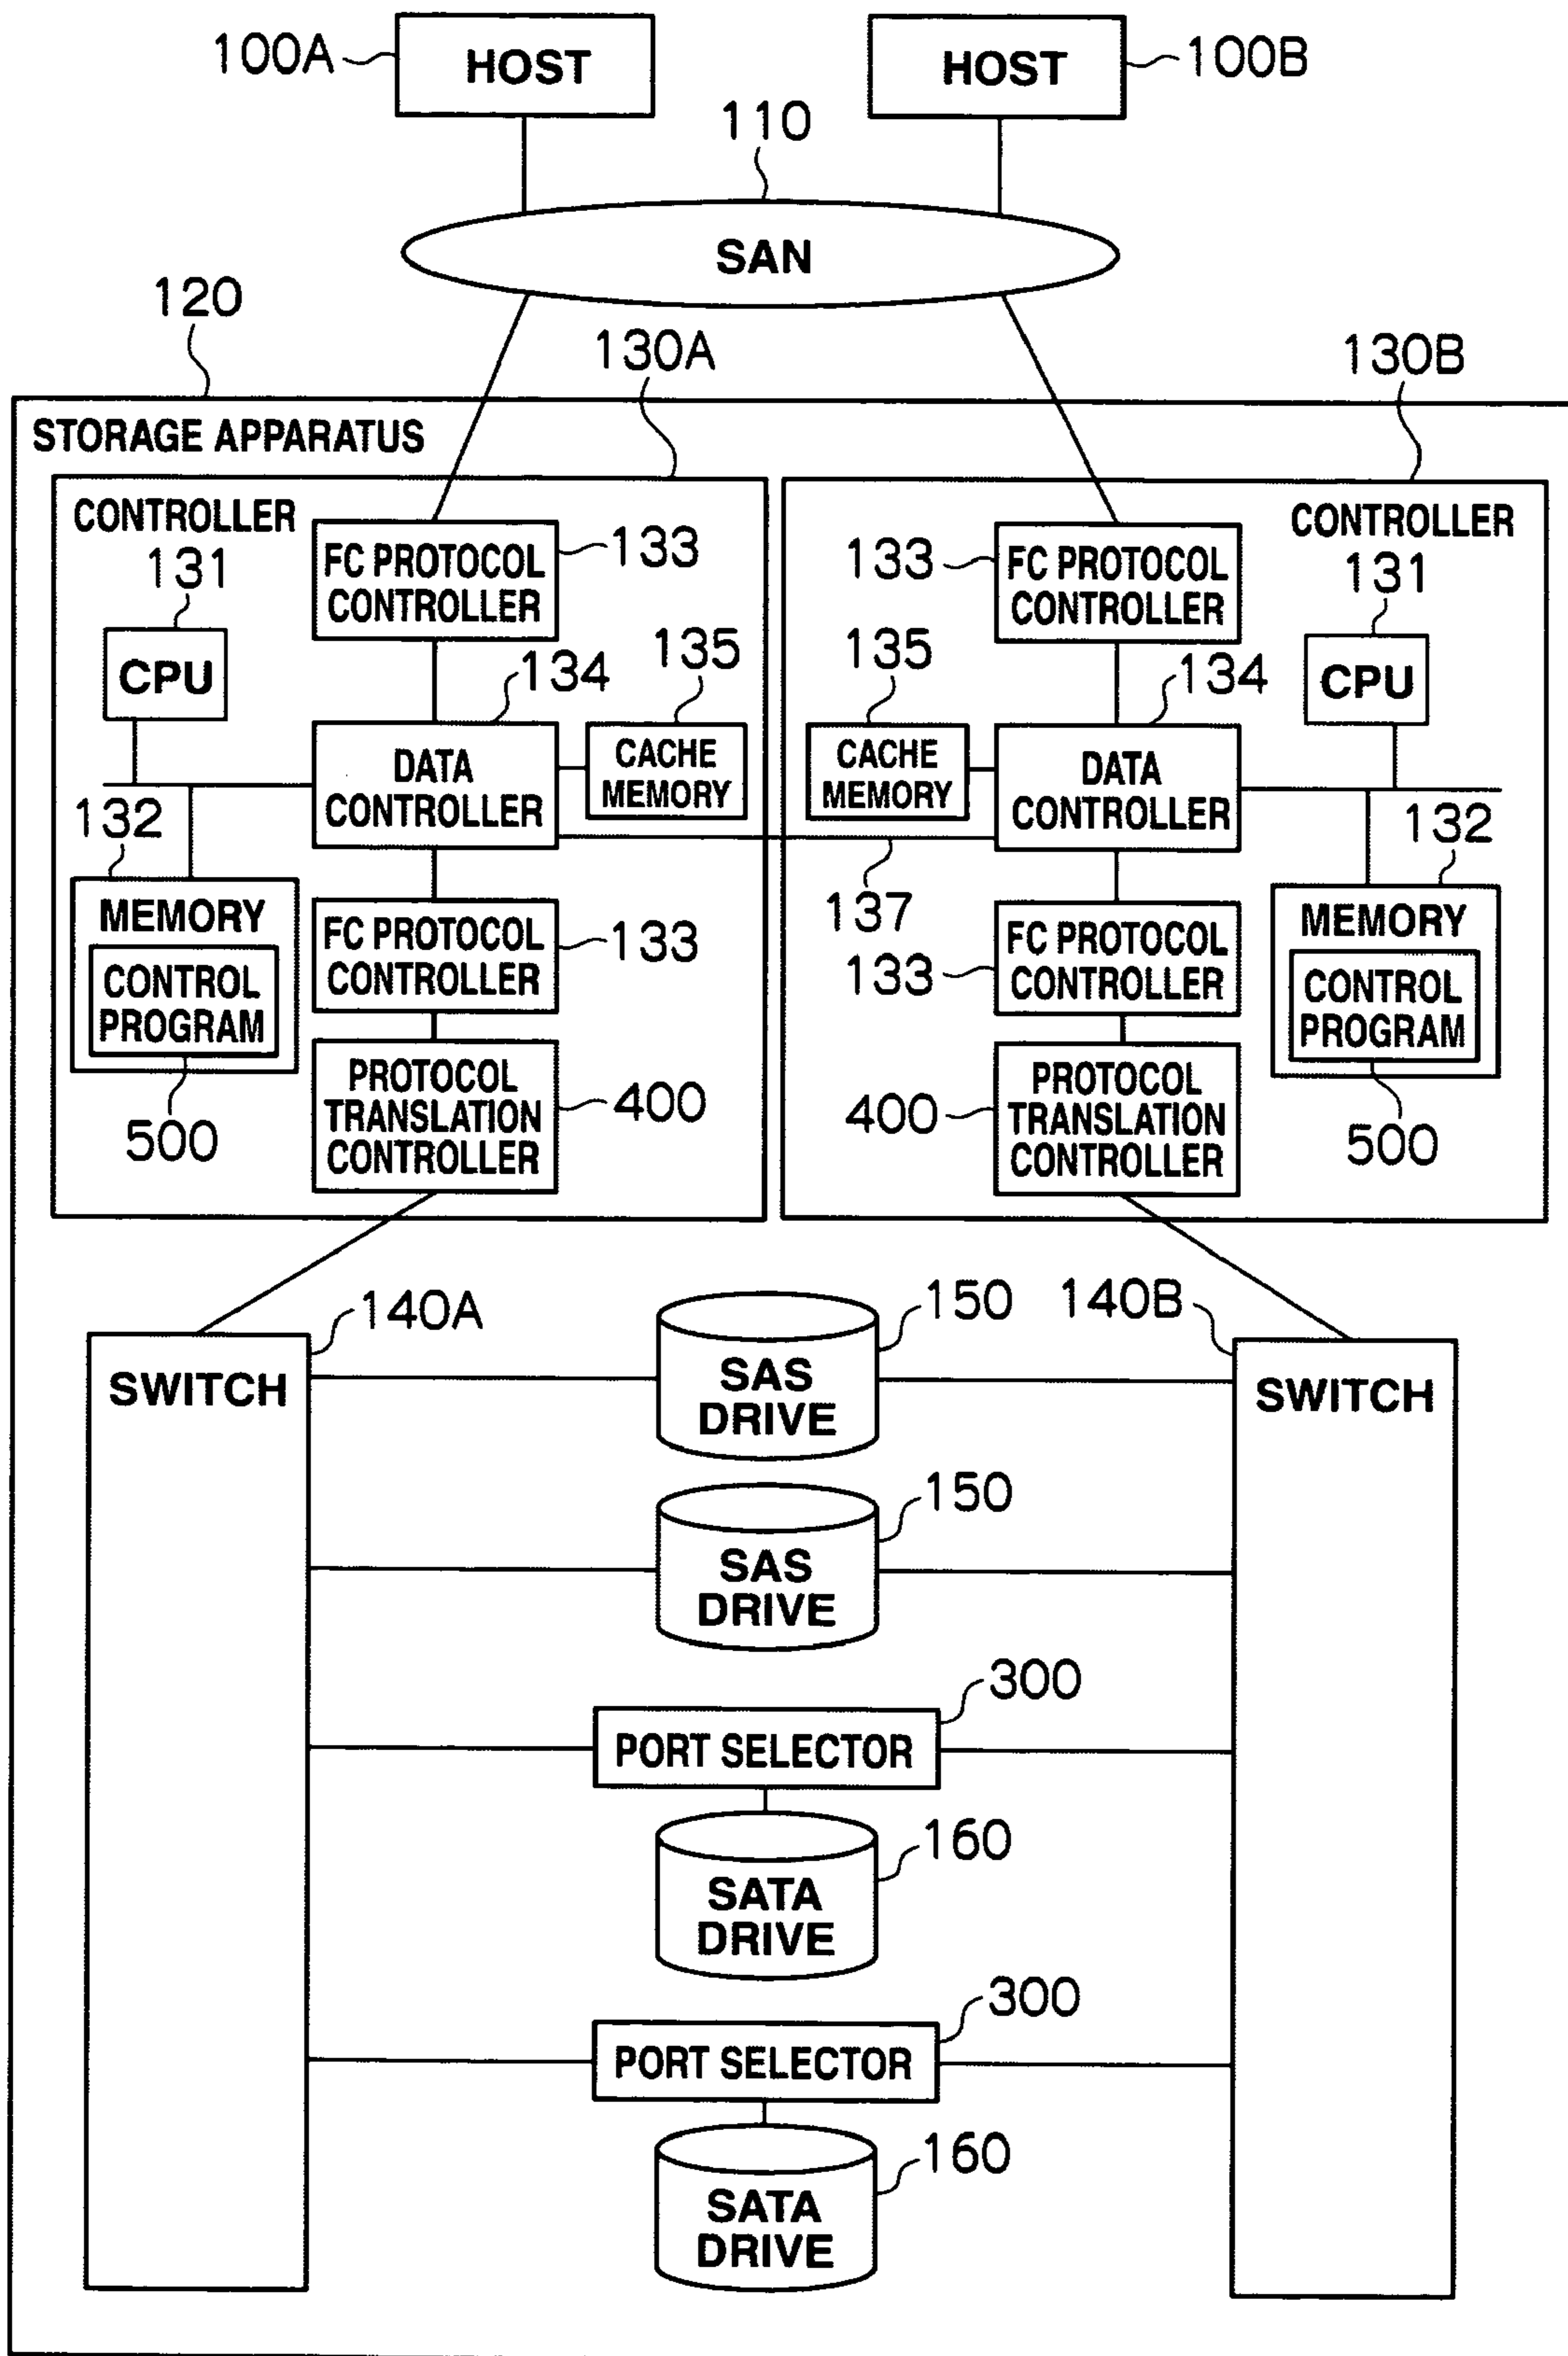 100A
HOST
HOST
100B
110
SAN
120
130A
130B
STORAGE APPARATUS
CONTROLLER
131
CPU
FC PROTOCOL
CONTROLLER
133
134
135
DATA
CONTROLLER
CACHE
MEMORY
132
MEMORY
CONTROL
PROGRAM
500
FC PROTOCOL
CONTROLLER
133
PROTOCOL
TRANSLATION
CONTROLLER
400
137
CONTROLLER
131
CPU
133
FC PROTOCOL
CONTROLLER
135
134
CACHE
MEMORY
DATA
CONTROLLER
132
MEMORY
CONTROL
PROGRAM
500
133
FC PROTOCOL
CONTROLLER
400
PROTOCOL
TRANSLATION
CONTROLLER
140A
SWITCH
150
SAS
DRIVE
140B
SWITCH
150
SAS
DRIVE
300
PORT SELECTOR
160
SATA
DRIVE
300
PORT SELECTOR
160
SATA
DRIVE